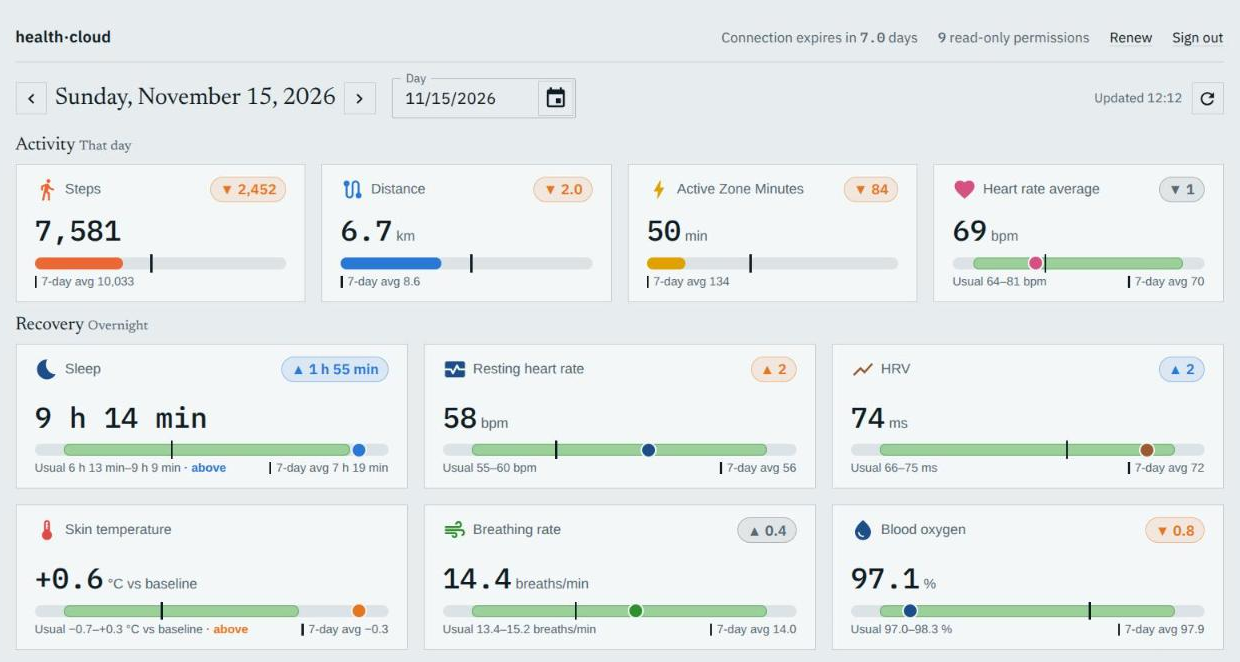 health·cloud
Connection expires in 7.0 days 9 read-only permissions Renew Sign out
Day
Sunday, November 15, 2026 11/15/2026 Updated 12:12
Activity That day
Steps ▼ 2,452
7,581
7-day avg 10,033
Distance ▼ 2.0
6.7 km
7-day avg 8.6
Active Zone Minutes ▼ 84
50 min
7-day avg 134
Heart rate average ▼ 1
69 bpm
Usual 64–81 bpm 7-day avg 70
Recovery Overnight
Sleep ▲ 1 h 55 min
9 h 14 min
Usual 6 h 13 min–9 h 9 min · above 7-day avg 7 h 19 min
Resting heart rate ▲ 2
58 bpm
Usual 55–60 bpm 7-day avg 56
HRV ▲ 2
74 ms
Usual 66–75 ms 7-day avg 72
Skin temperature
+0.6 °C vs baseline
Usual −0.7–+0.3 °C vs baseline · above 7-day avg −0.3
Breathing rate ▲ 0.4
14.4 breaths/min
Usual 13.4–15.2 breaths/min 7-day avg 14.0
Blood oxygen ▼ 0.8
97.1 %
Usual 97.0–98.3 % 7-day avg 97.9